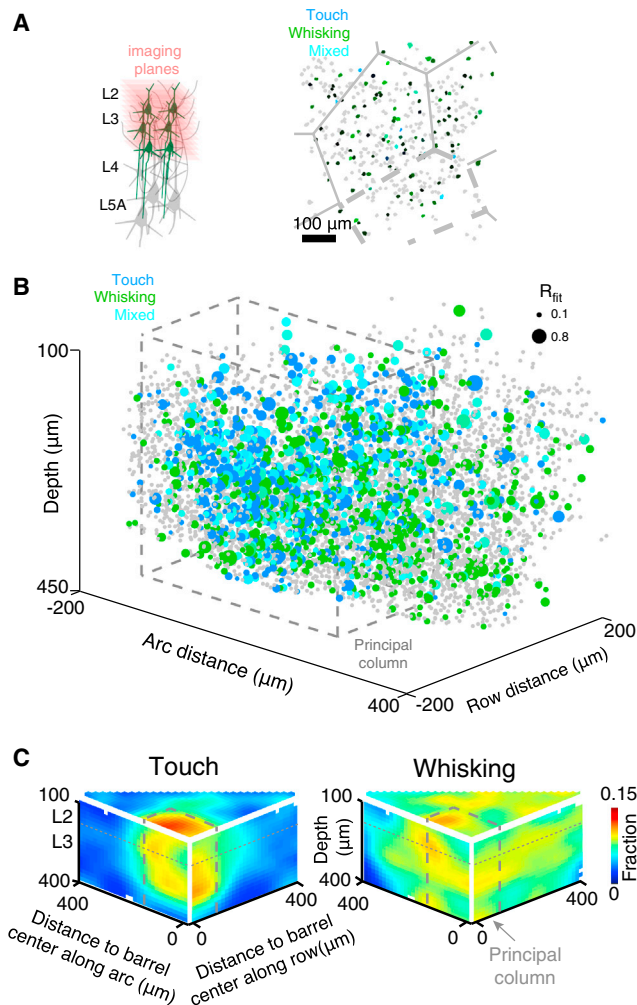 A
imaging
planes
L2
L3
L4
L5A
Touch
Whisking
Mixed
100 µm
B
Touch
Whisking
Mixed
Rfit
0.1
0.8
100
Depth (µm)
450
-200
Arc distance (µm)
400
-200
Row distance (µm)
200
Principal
column
C
Touch
Whisking
100
L2
L3
400
400
Distance to barrel
center along arc (µm)
0
0
Distance to barrel
center along row(µm)
400
100
Depth
(µm)
400
400
0
0
400
Principal
column
0.15
Fraction
0